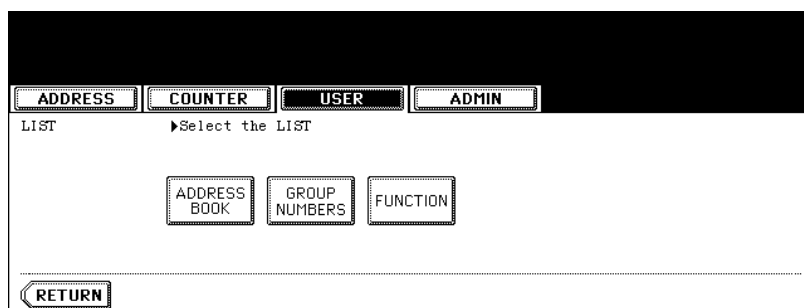 ADDRESS COUNTER USER ADMIN
LIST ▶Select the LIST
ADDRESS BOOK GROUP NUMBERS FUNCTION
RETURN